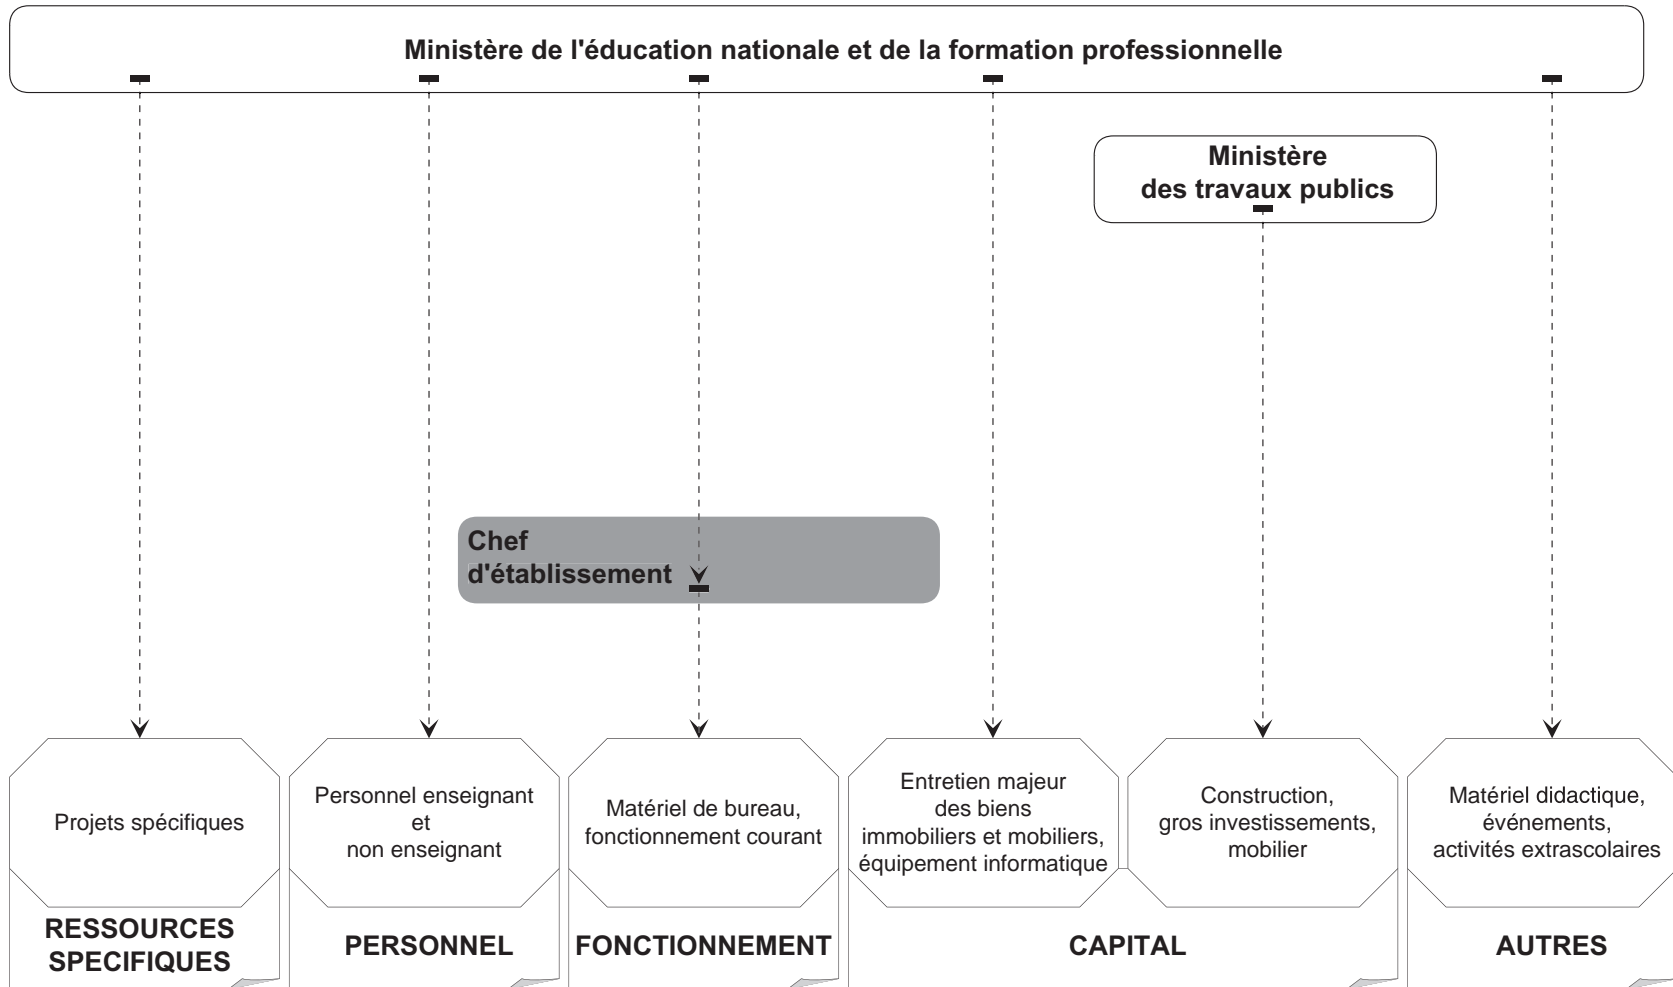 Ministère de l'éducation nationale et de la formation professionnelle
Ministère
des travaux publics
Chef
d'établissement
Projets spécifiques
Personnel enseignant
et
non enseignant
Matériel de bureau,
fonctionnement courant
Entretien majeur
des biens
immobiliers et mobiliers,
équipement informatique
Construction,
gros investissements,
mobilier
Matériel didactique,
événements,
activités extrascolaires
RESSOURCES
SPECIFIQUES
PERSONNEL
FONCTIONNEMENT
CAPITAL
AUTRES